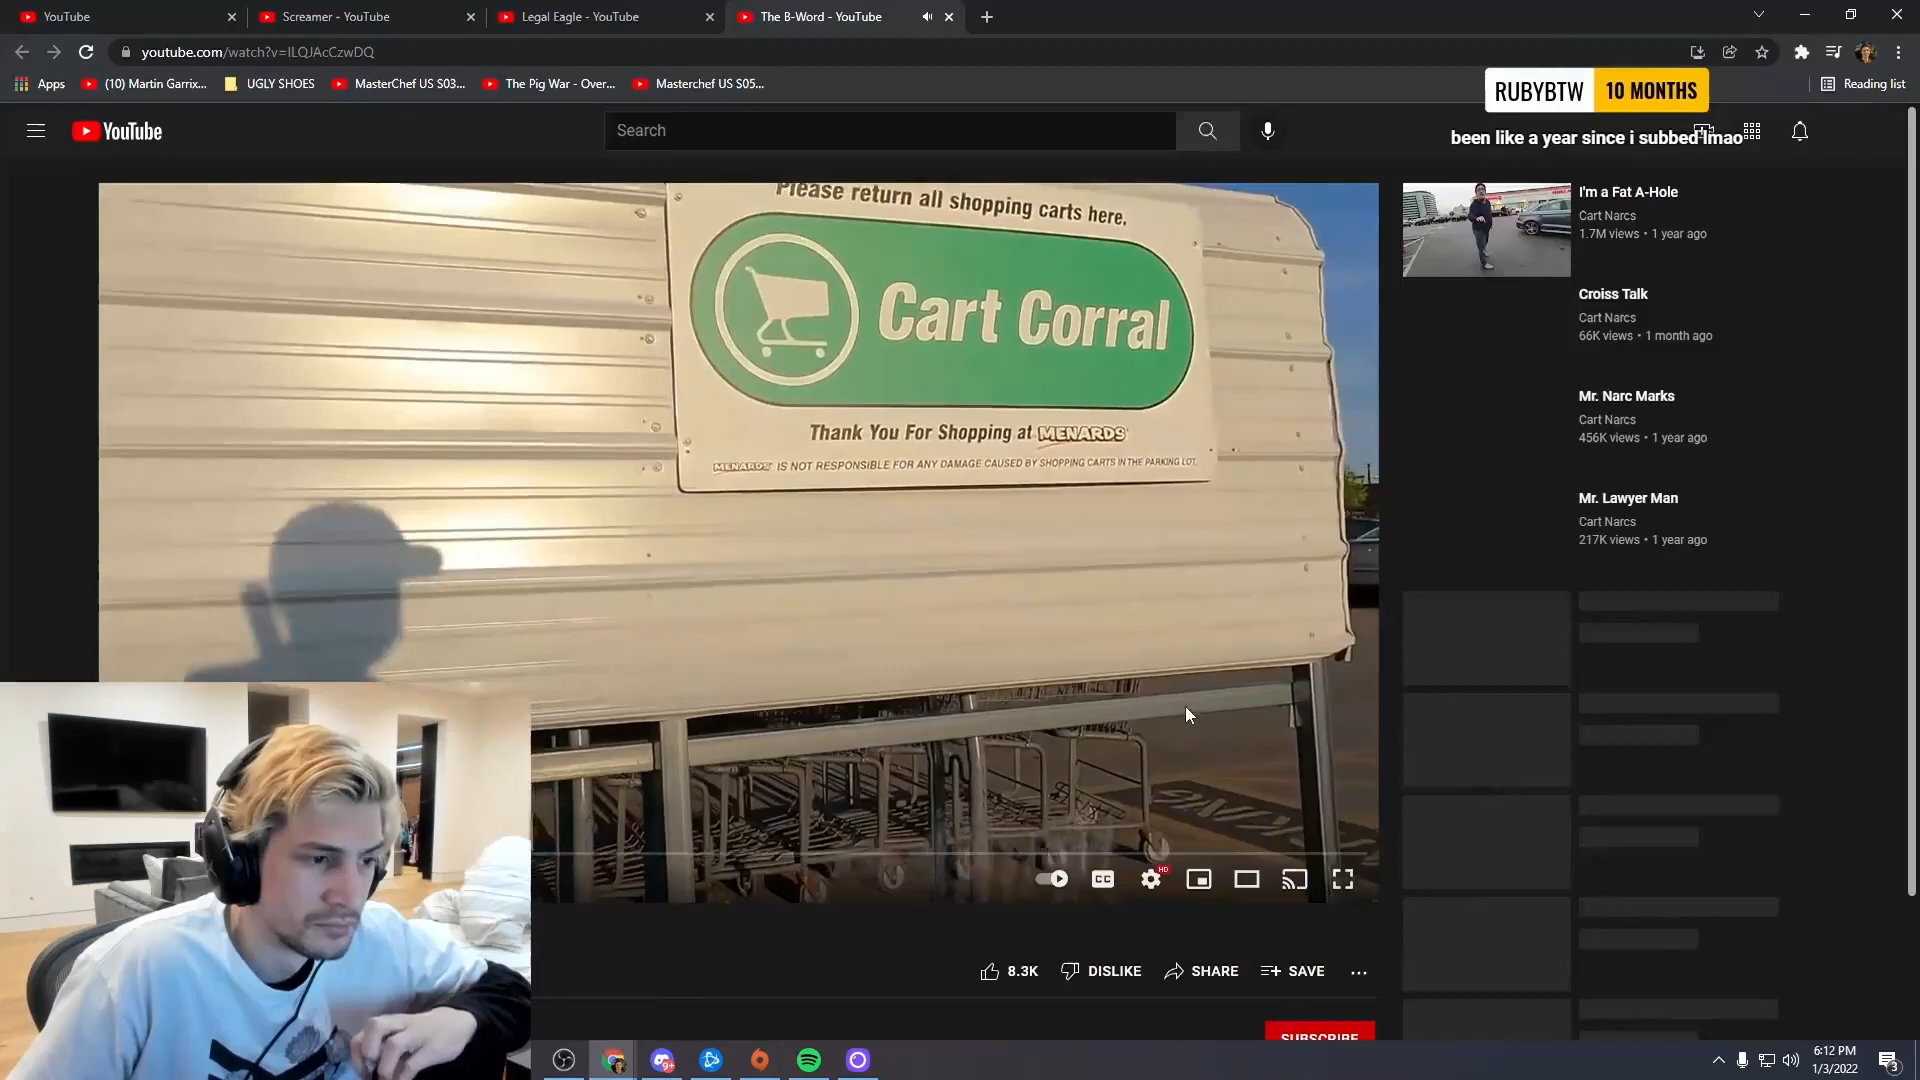 YouTube
Screamer - YouTube
Legal Eagle - YouTube
The B-Word - YouTube
youtube.com/watch?v=ILQJAcCzwDQ
Apps
(10) Martin Garrix...
UGLY SHOES
MasterChef US S03...
The Pig War - Over...
Masterchef US S05...
RUBYBTW
10 MONTHS
Reading list
YouTube
Search
been like a year since i subbed lmao
Please return all shopping carts here.
Cart Corral
Thank You For Shopping at MENARDS
MENARDS IS NOT RESPONSIBLE FOR ANY DAMAGE CAUSED BY SHOPPING CARTS IN THE PARKING LOT.
I'm a Fat A-Hole
Cart Narcs
1.7M views • 1 year ago
Croiss Talk
Cart Narcs
66K views • 1 month ago
Mr. Narc Marks
Cart Narcs
456K views • 1 year ago
Mr. Lawyer Man
Cart Narcs
217K views • 1 year ago
CC
HD
8.3K
DISLIKE
SHARE
SAVE
SUBSCRIBE
9+
6:12 PM
1/3/2022
3